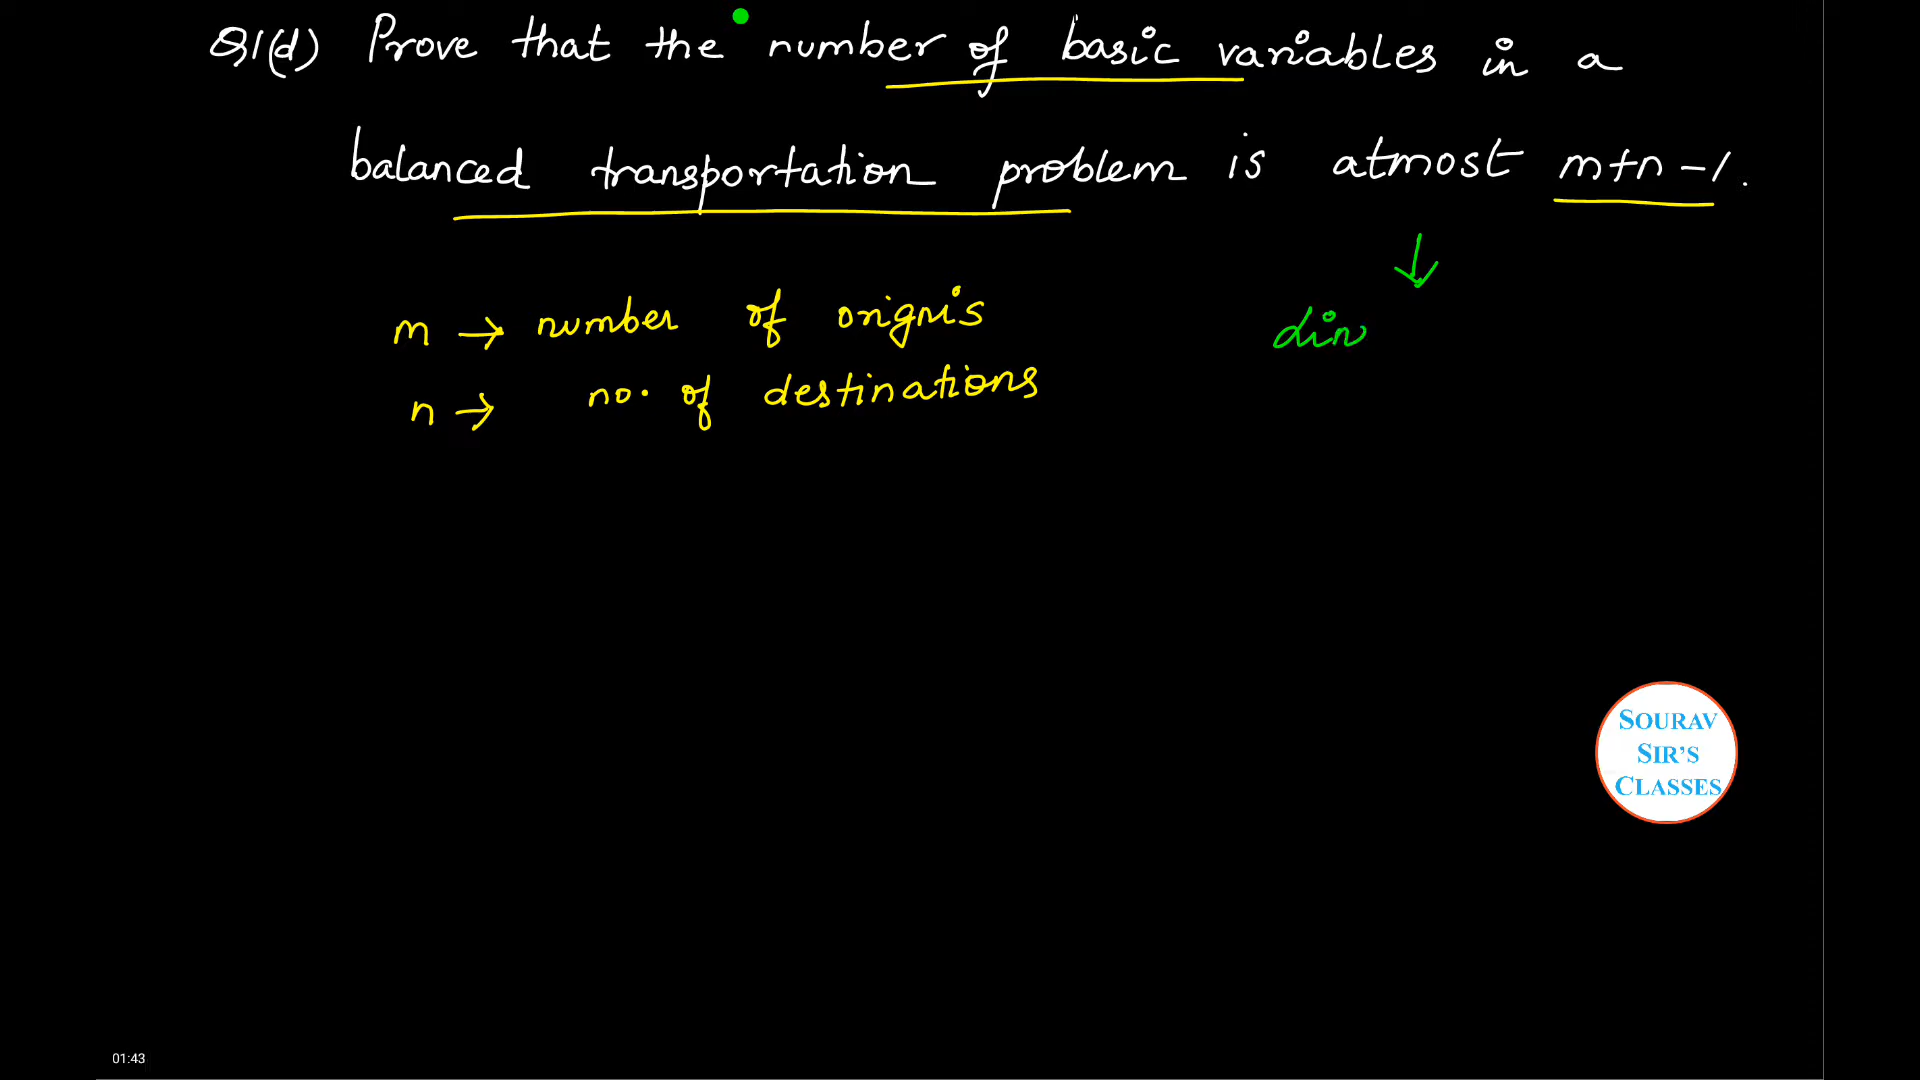 Q1(d) Prove that the number of basic variables in a
balanced transportation problem is atmost m+n-1.
↓
m → number of origins
din
n → no. of destinations
SOURAV
SIR'S
CLASSES
01:43